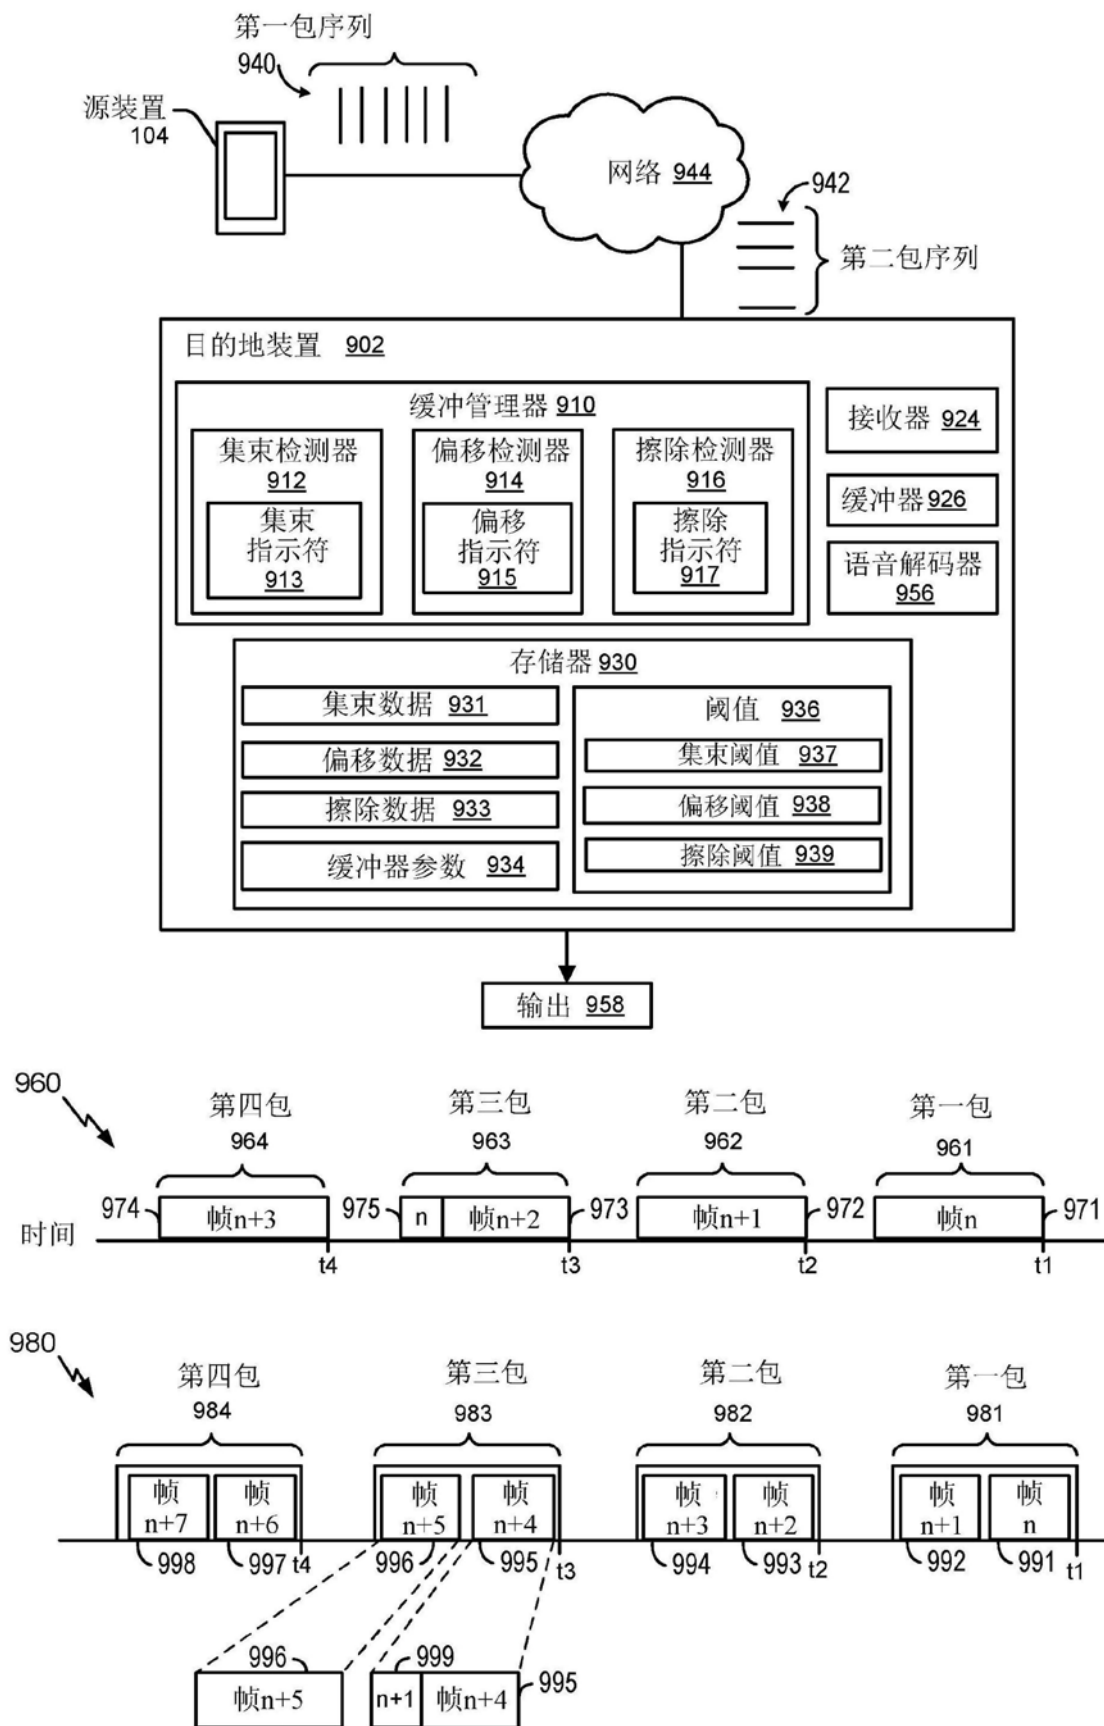 第一包序列
940
源装置
104
网络 944
942
第二包序列
目的地装置 902
缓冲管理器 910
集束检测器
912
集束
指示符
913
偏移检测器
914
偏移
指示符
915
擦除检测器
916
擦除
指示符
917
接收器 924
缓冲器 926
语音解码器
956
存储器 930
集束数据 931
偏移数据 932
擦除数据 933
缓冲器参数 934
阈值 936
集束阈值 937
偏移阈值 938
擦除阈值 939
输出 958
960
第四包 第三包 第二包 第一包
964 963 962 961
974 帧n+3 975 n 帧n+2 973 帧n+1 972 帧n 971
时间
t4 t3 t2 t1
980
第四包 第三包 第二包 第一包
984 983 982 981
帧 帧 帧 帧 帧 帧 帧 帧
n+7 n+6 n+5 n+4 n+3 n+2 n+1 n
998 997 t4 996 995 t3 994 993 t2 992 991 t1
996 999
帧n+5 n+1 帧n+4 995